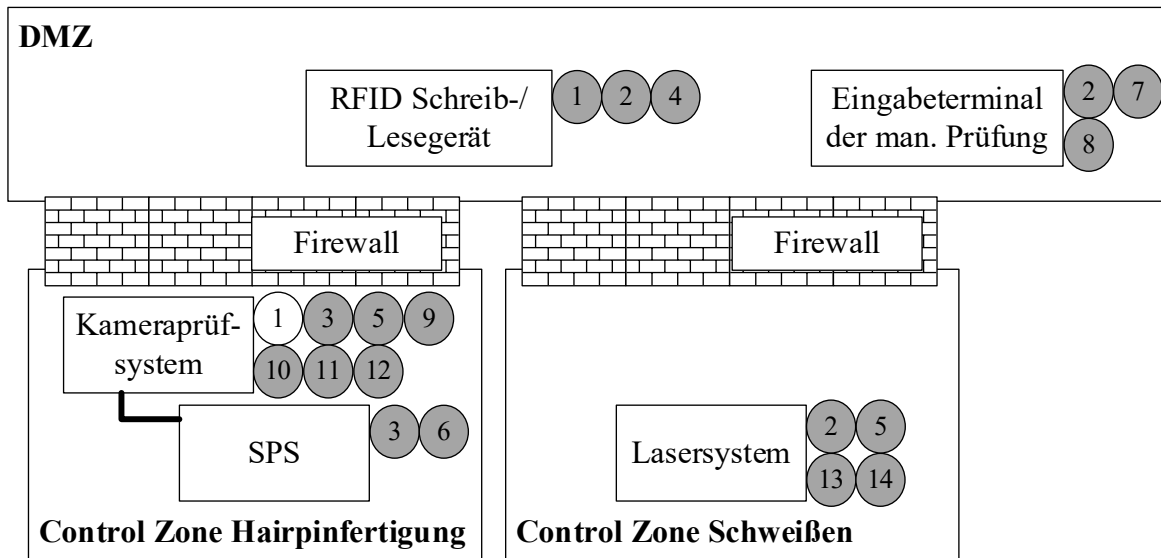 DMZ
RFID Schreib-/
Lesegerät
1 2 4
Eingabeterminal
der man. Prüfung
2 7
8
Firewall
Firewall
Kameraprüf-
system
1 3 5 9
10 11 12
SPS
3 6
Lasersystem
2 5
13 14
Control Zone Hairpinfertigung
Control Zone Schweißen